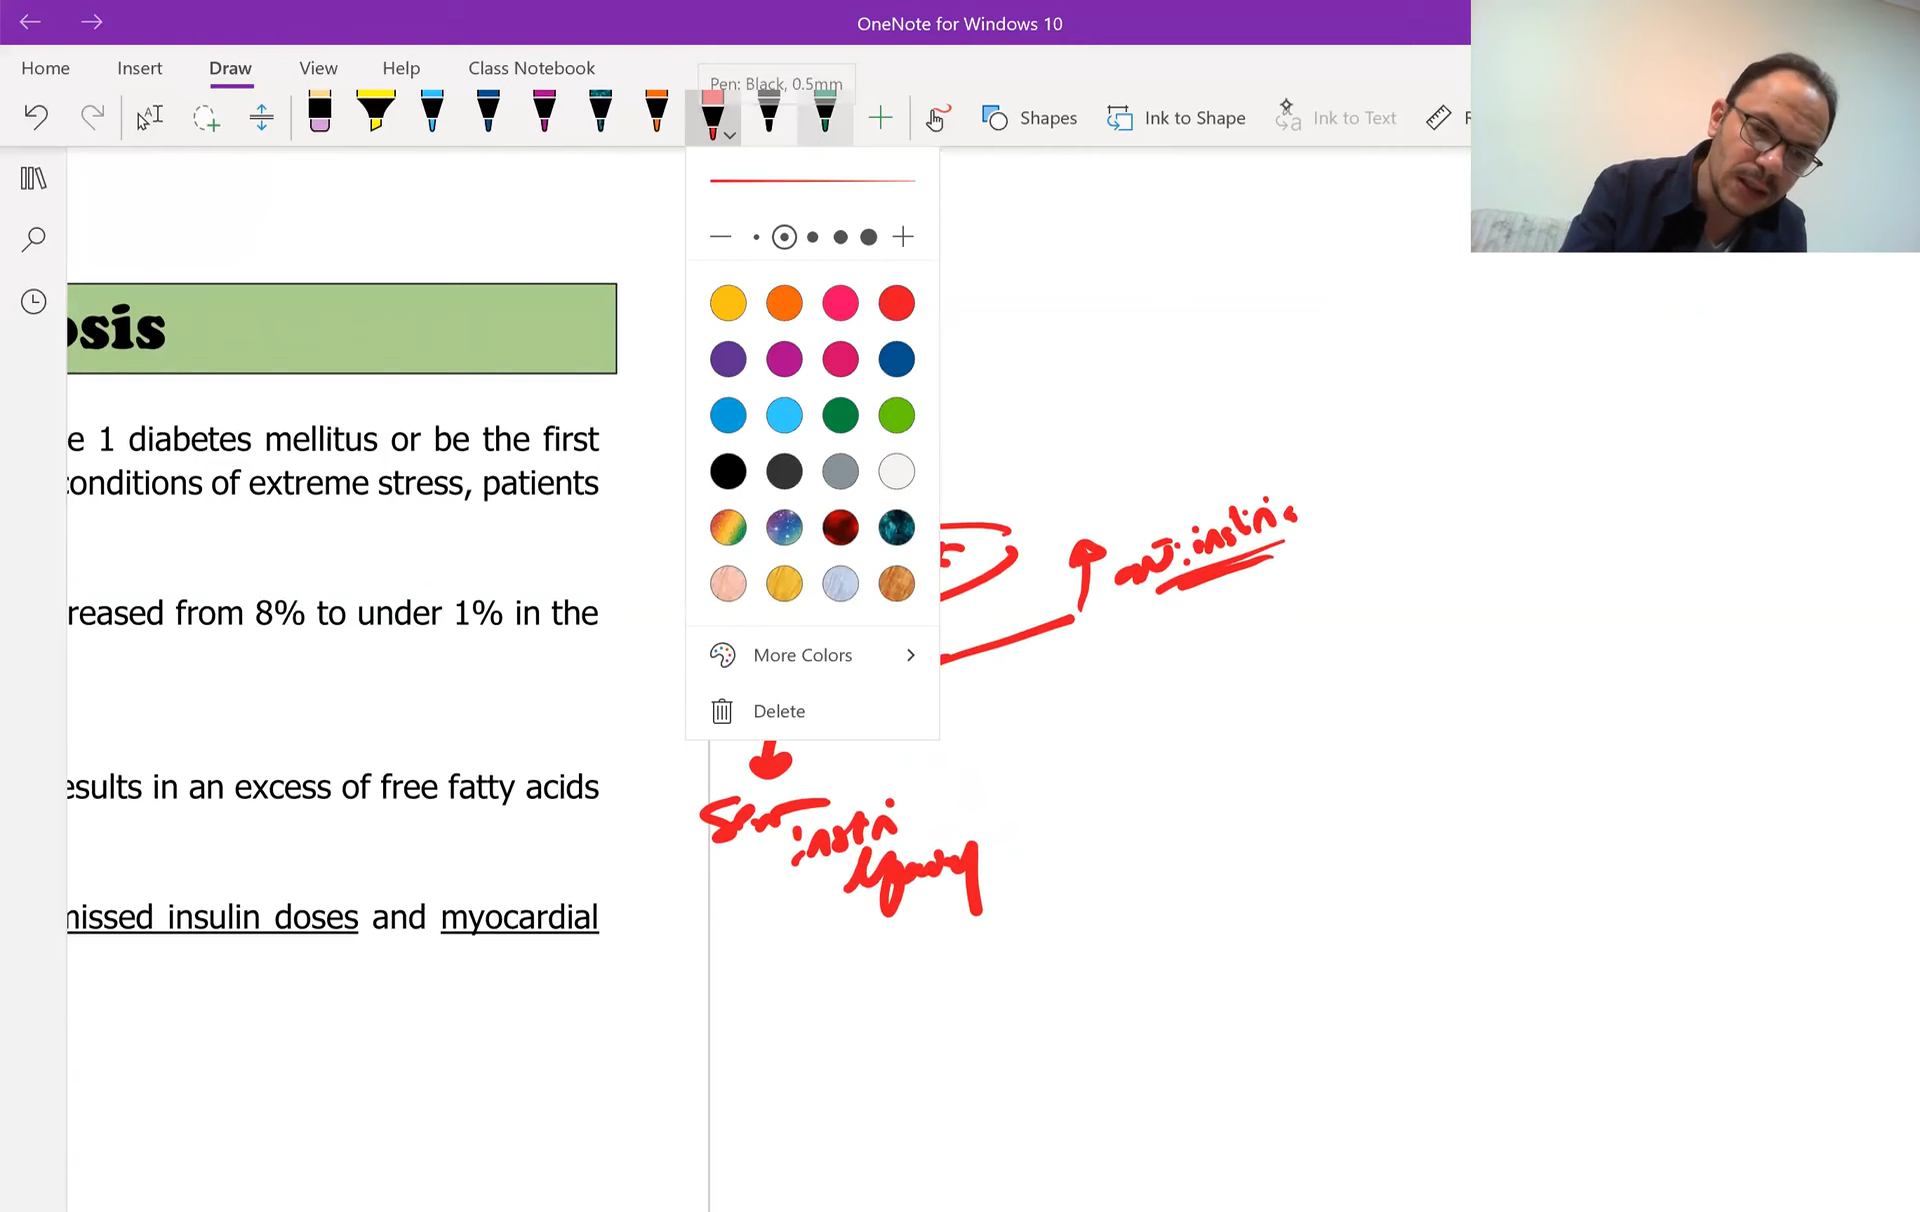 OneNote for Windows 10
Home Insert Draw View Help Class Notebook
Pen: Black, 0.5mm
Shapes Ink to Shape Ink to Text R
osis
e 1 diabetes mellitus or be the first
conditions of extreme stress, patients
reased from 8% to under 1% in the
More Colors
Delete
esults in an excess of free fatty acids
missed insulin doses and myocardial